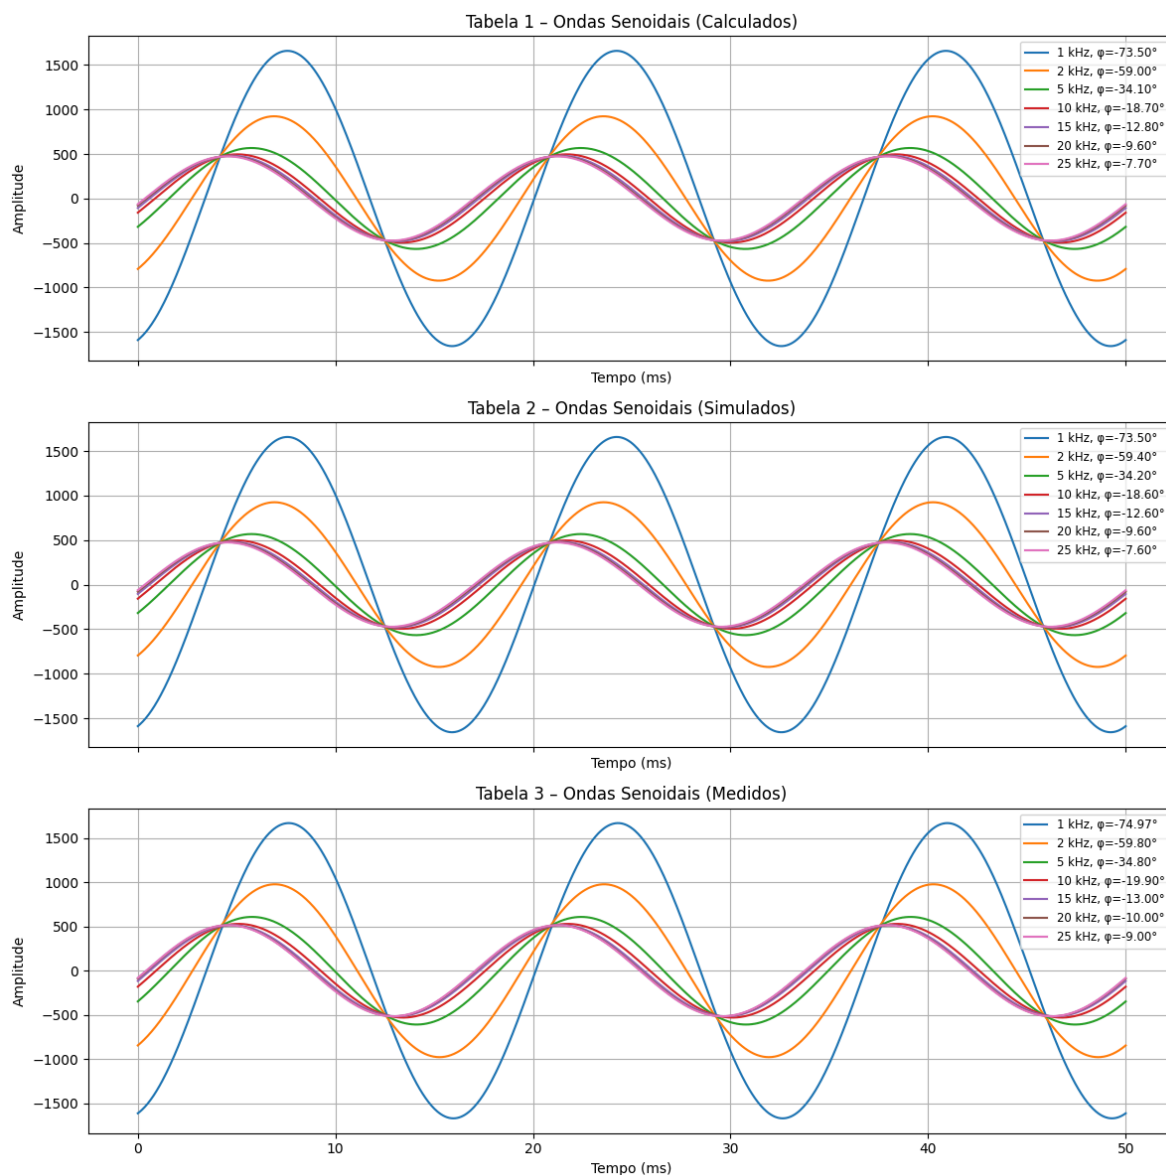 Tabela 1 – Ondas Senoidais (Calculados)
1500
1000
500
0
−500
−1000
−1500
Amplitude
1 kHz, φ=-73.50°
2 kHz, φ=-59.00°
5 kHz, φ=-34.10°
10 kHz, φ=-18.70°
15 kHz, φ=-12.80°
20 kHz, φ=-9.60°
25 kHz, φ=-7.70°
Tempo (ms)
Tabela 2 – Ondas Senoidais (Simulados)
1500
1000
500
0
−500
−1000
−1500
Amplitude
1 kHz, φ=-73.50°
2 kHz, φ=-59.40°
5 kHz, φ=-34.20°
10 kHz, φ=-18.60°
15 kHz, φ=-12.60°
20 kHz, φ=-9.60°
25 kHz, φ=-7.60°
Tempo (ms)
Tabela 3 – Ondas Senoidais (Medidos)
1500
1000
500
0
−500
−1000
−1500
Amplitude
1 kHz, φ=-74.97°
2 kHz, φ=-59.80°
5 kHz, φ=-34.80°
10 kHz, φ=-19.90°
15 kHz, φ=-13.00°
20 kHz, φ=-10.00°
25 kHz, φ=-9.00°
0 10 20 30 40 50
Tempo (ms)